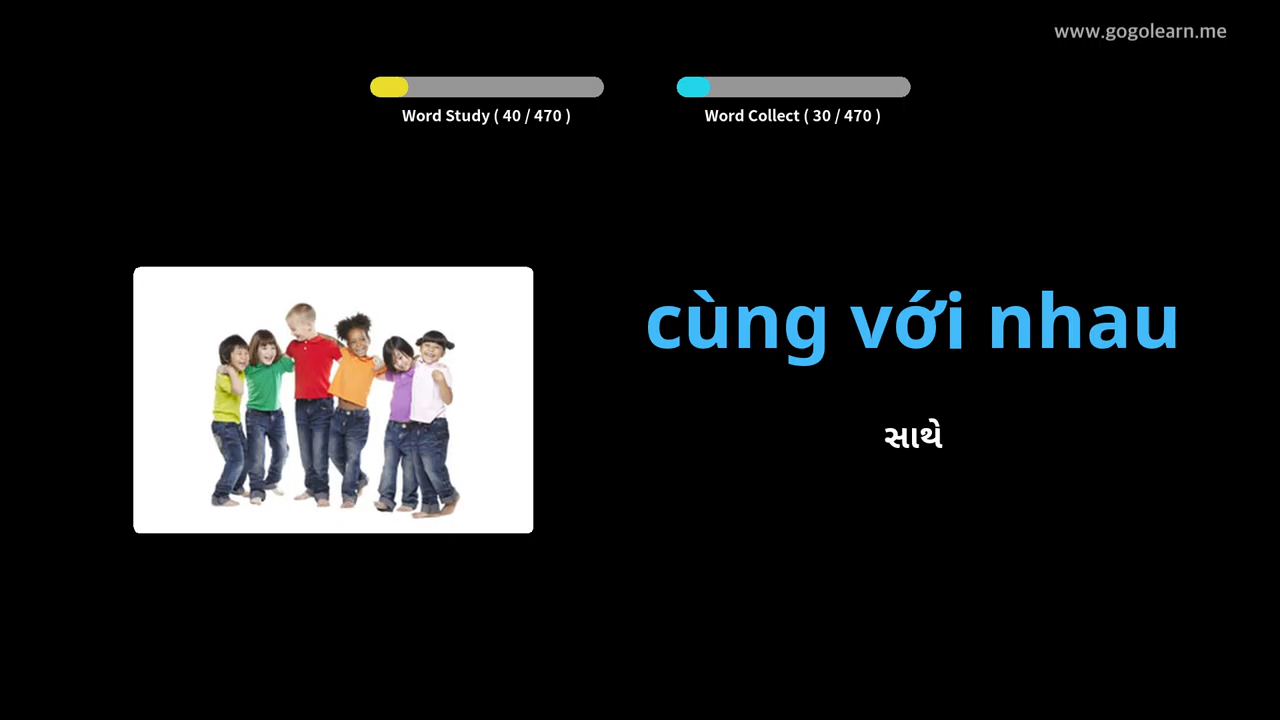 www.gogolearn.me
Word Study ( 40 / 470 )
Word Collect ( 30 / 470 )
cùng với nhau
સાથે